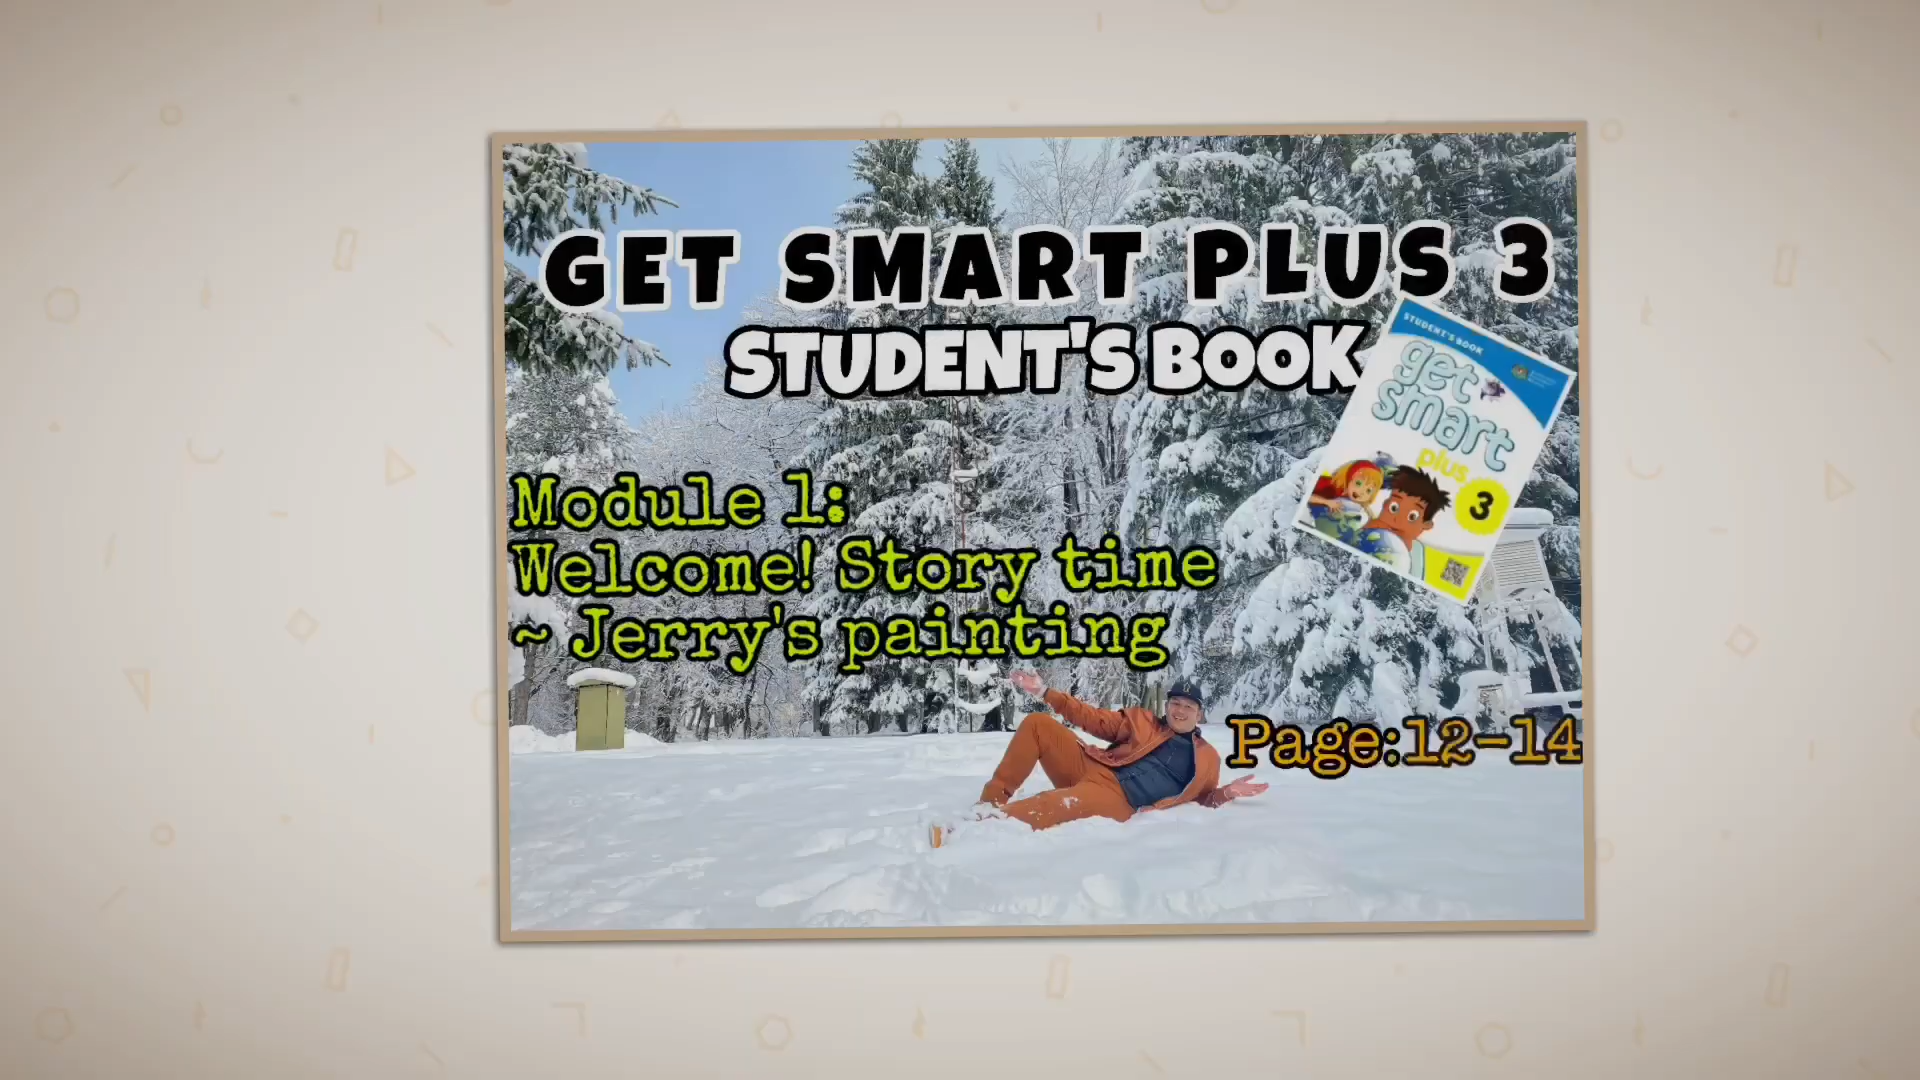 GET SMART PLUS 3
STUDENT'S BOOK
STUDENT'S BOOK
get
smart
plus
3
Module 1:
Welcome! Story time
~ Jerry's painting
Page:12-14